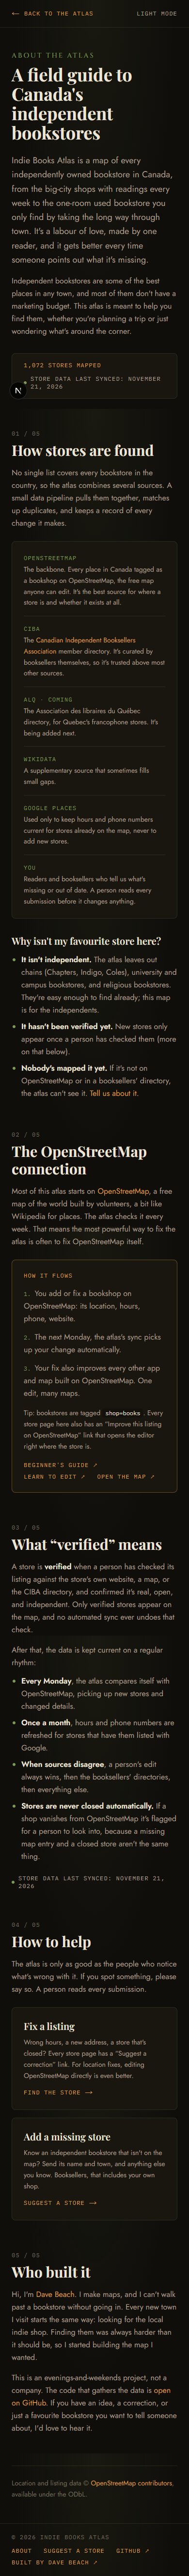 ← BACK TO THE ATLAS
LIGHT MODE
ABOUT THE ATLAS
A field guide to
Canada's
independent
bookstores
Indie Books Atlas is a map of every
independently owned bookstore in Canada,
from the big-city shops with readings every
week to the one-room used bookstore you
only find by taking the long way through
town. It's a labour of love, made by one
reader, and it gets better every time
someone points out what it's missing.
Independent bookstores are some of the best
places in any town, and most of them don't have a
marketing budget. This atlas is meant to help you
find them, whether you're planning a trip or just
wondering what's around the corner.
1,072 STORES MAPPED
STORE DATA LAST SYNCED: NOVEMBER
21, 2026
N
01 / 05
How stores are found
No single list covers every bookstore in the
country, so the atlas combines several sources. A
small data pipeline pulls them together, matches
up duplicates, and keeps a record of every
change it makes.
OPENSTREETMAP
The backbone. Every place in Canada tagged as
a bookshop on OpenStreetMap, the free map
anyone can edit. It's the best source for where a
store is and whether it exists at all.
CIBA
The Canadian Independent Booksellers
Association member directory. It's curated by
booksellers themselves, so it's trusted above most
other sources.
ALQ · COMING
The Association des libraires du Québec
directory, for Quebec's francophone stores. It's
being added next.
WIKIDATA
A supplementary source that sometimes fills
small gaps.
GOOGLE PLACES
Used only to keep hours and phone numbers
current for stores already on the map, never to
add new stores.
YOU
Readers and booksellers who tell us what's
missing or out of date. A person reads every
submission before it changes anything.
Why isn't my favourite store here?
It isn't independent. The atlas leaves out
chains (Chapters, Indigo, Coles), university and
campus bookstores, and religious bookstores.
They're easy enough to find already; this map
is for the independents.
It hasn't been verified yet. New stores only
appear once a person has checked them (more
on that below).
Nobody's mapped it yet. If it's not on
OpenStreetMap or in a booksellers' directory,
the atlas can't see it. Tell us about it.
02 / 05
The OpenStreetMap
connection
Most of this atlas starts on OpenStreetMap, a free
map of the world built by volunteers, a bit like
Wikipedia for places. The atlas checks it every
week. That means the most powerful way to fix the
atlas is often to fix OpenStreetMap itself.
HOW IT FLOWS
1. You add or fix a bookshop on
OpenStreetMap: its location, hours,
phone, website.
2. The next Monday, the atlas's sync picks
up your change automatically.
3. Your fix also improves every other app
and map built on OpenStreetMap. One
edit, many maps.
Tip: bookstores are tagged shop=books . Every
store page here also has an “Improve this listing
on OpenStreetMap” link that opens the editor
right where the store is.
BEGINNER'S GUIDE ↗
LEARN TO EDIT ↗ OPEN THE MAP ↗
03 / 05
What “verified” means
A store is verified when a person has checked its
listing against the store's own website, a map, or
the CIBA directory, and confirmed it's real, open,
and independent. Only verified stores appear on
the map, and no automated sync ever undoes that
check.
After that, the data is kept current on a regular
rhythm:
Every Monday, the atlas compares itself with
OpenStreetMap, picking up new stores and
changed details.
Once a month, hours and phone numbers are
refreshed for stores that have them listed with
Google.
When sources disagree, a person's edit
always wins, then the booksellers' directories,
then everything else.
Stores are never closed automatically. If a
shop vanishes from OpenStreetMap it's flagged
for a person to look into, because a missing
map entry and a closed store aren't the same
thing.
STORE DATA LAST SYNCED: NOVEMBER 21,
2026
04 / 05
How to help
The atlas is only as good as the people who notice
what's wrong with it. If you spot something, please
say so. A person reads every submission.
Fix a listing
Wrong hours, a new address, a store that's
closed? Every store page has a “Suggest a
correction” link. For location fixes, editing
OpenStreetMap directly is even better.
FIND THE STORE →
Add a missing store
Know an independent bookstore that isn't on the
map? Send us its name and town, and anything else
you know. Booksellers, that includes your own
shop.
SUGGEST A STORE →
05 / 05
Who built it
Hi, I'm Dave Beach. I make maps, and I can't walk
past a bookstore without going in. Every new town
I visit starts the same way: looking for the local
indie shop. Finding them was always harder than
it should be, so I started building the map I
wanted.
This is an evenings-and-weekends project, not a
company. The code that gathers the data is open
on GitHub. If you have an idea, a correction, or
just a favourite bookstore you want to tell someone
about, I'd love to hear it.
Location and listing data © OpenStreetMap contributors,
available under the ODbL.
© 2026 INDIE BOOKS ATLAS
ABOUT SUGGEST A STORE GITHUB ↗
BUILT BY DAVE BEACH ↗